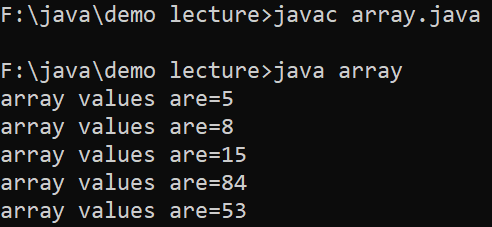 F:\java\demo lecture>javac array.java
F:\java\demo lecture>java array
array values are=5
array values are=8
array values are=15
array values are=84
array values are=53